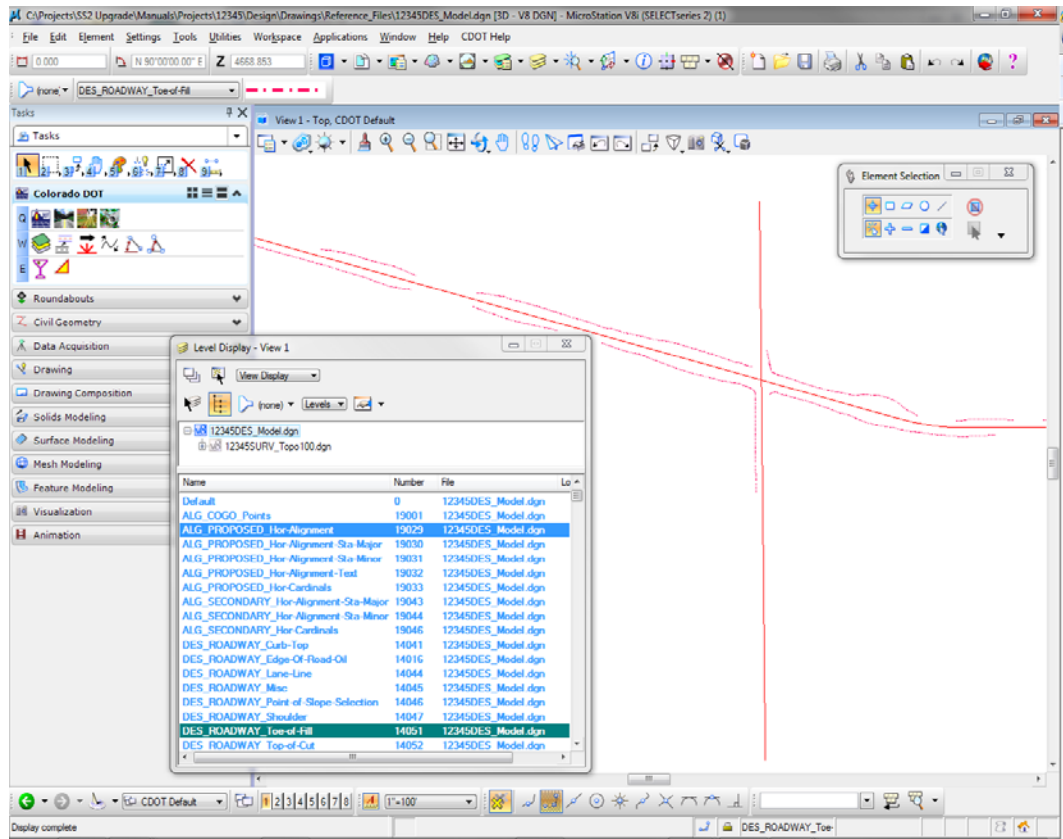 C:\Projects\SS2 Upgrade\Manuals\Projects\12345\Design\Drawings\Reference_Files\12345DES_Model.dgn [3D - V8 DGN] - MicroStation V8i (SELECTseries 2) (1)
File Edit Element Settings Tools Utilities Workspace Applications Window Help CDOT Help
0.000 N 90°00'00.00" E Z 4668.853
(none) DES_ROADWAY_Toe-of-Fill
Tasks
View 1 - Top, CDOT Default
Tasks
Element Selection
Colorado DOT
Q
W
E
Roundabouts
Civil Geometry
Data Acquisition
Drawing
Drawing Composition
Solids Modeling
Surface Modeling
Mesh Modeling
Feature Modeling
Visualization
Animation
Level Display - View 1
View Display
(none) Levels
12345DES_Model.dgn
12345SURV_Topo100.dgn
Name Number File Lo
Default 0 12345DES_Model.dgn
ALG_COGO_Points 19001 12345DES_Model.dgn
ALG_PROPOSED_Hor-Alignment 19029 12345DES_Model.dgn
ALG_PROPOSED_Hor-Alignment-Sta-Major 19030 12345DES_Model.dgn
ALG_PROPOSED_Hor-Alignment-Sta-Minor 19031 12345DES_Model.dgn
ALG_PROPOSED_Hor-Alignment-Text 19032 12345DES_Model.dgn
ALG_PROPOSED_Hor-Cardinals 19033 12345DES_Model.dgn
ALG_SECONDARY_Hor-Alignment-Sta-Major 19043 12345DES_Model.dgn
ALG_SECONDARY_Hor-Alignment-Sta-Minor 19044 12345DES_Model.dgn
ALG_SECONDARY_Hor-Cardinals 19046 12345DES_Model.dgn
DES_ROADWAY_Curb-Top 14041 12345DES_Model.dgn
DES_ROADWAY_Edge-Of-Road-Oil 14016 12345DES_Model.dgn
DES_ROADWAY_Lane-Line 14044 12345DES_Model.dgn
DES_ROADWAY_Misc 14045 12345DES_Model.dgn
DES_ROADWAY_Point-of-Slope-Selection 14046 12345DES_Model.dgn
DES_ROADWAY_Shoulder 14047 12345DES_Model.dgn
DES_ROADWAY_Toe-of-Fill 14051 12345DES_Model.dgn
DES_ROADWAY_Top-of-Cut 14052 12345DES_Model.dgn
CDOT Default 1 2 3 4 5 6 7 8 1"=100'
Display complete DES_ROADWAY_Toe-